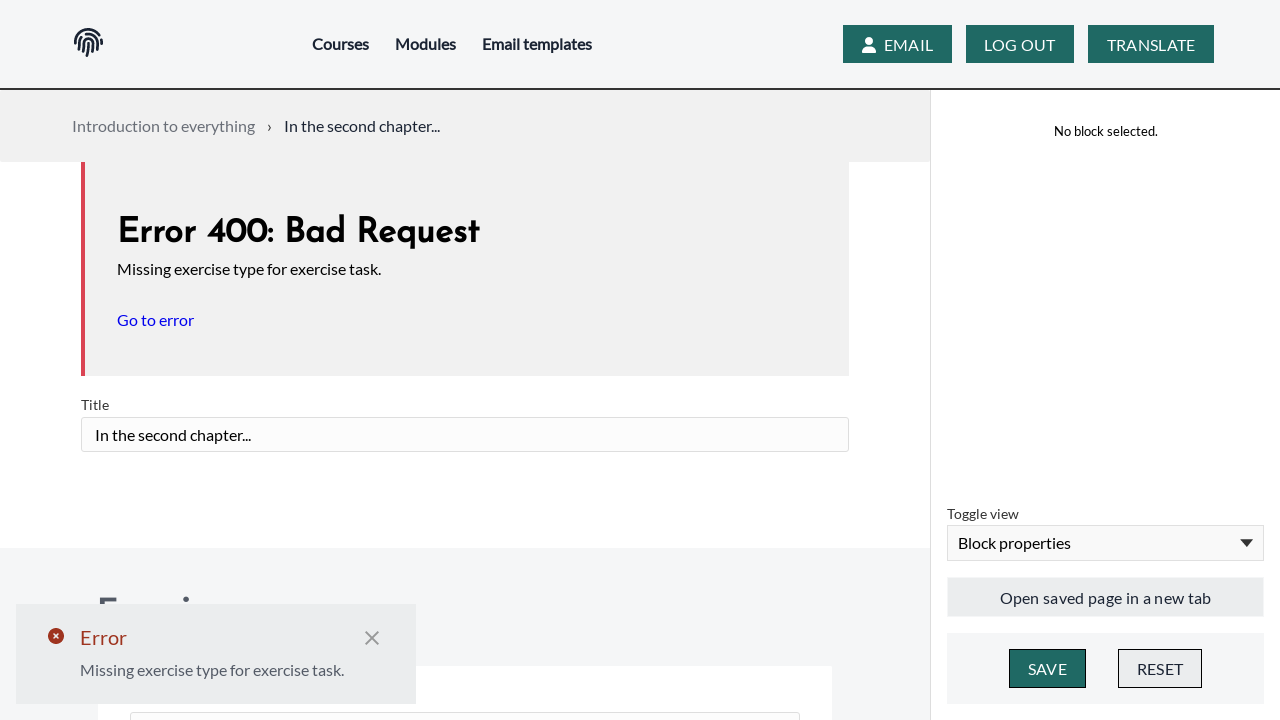 Courses Modules Email templates EMAIL LOG OUT TRANSLATE
Introduction to everything › In the second chapter...
No block selected.
Error 400: Bad Request
Missing exercise type for exercise task.
Go to error
Title
In the second chapter...
Toggle view
Block properties
Open saved page in a new tab
SAVE RESET
Error
Missing exercise type for exercise task.